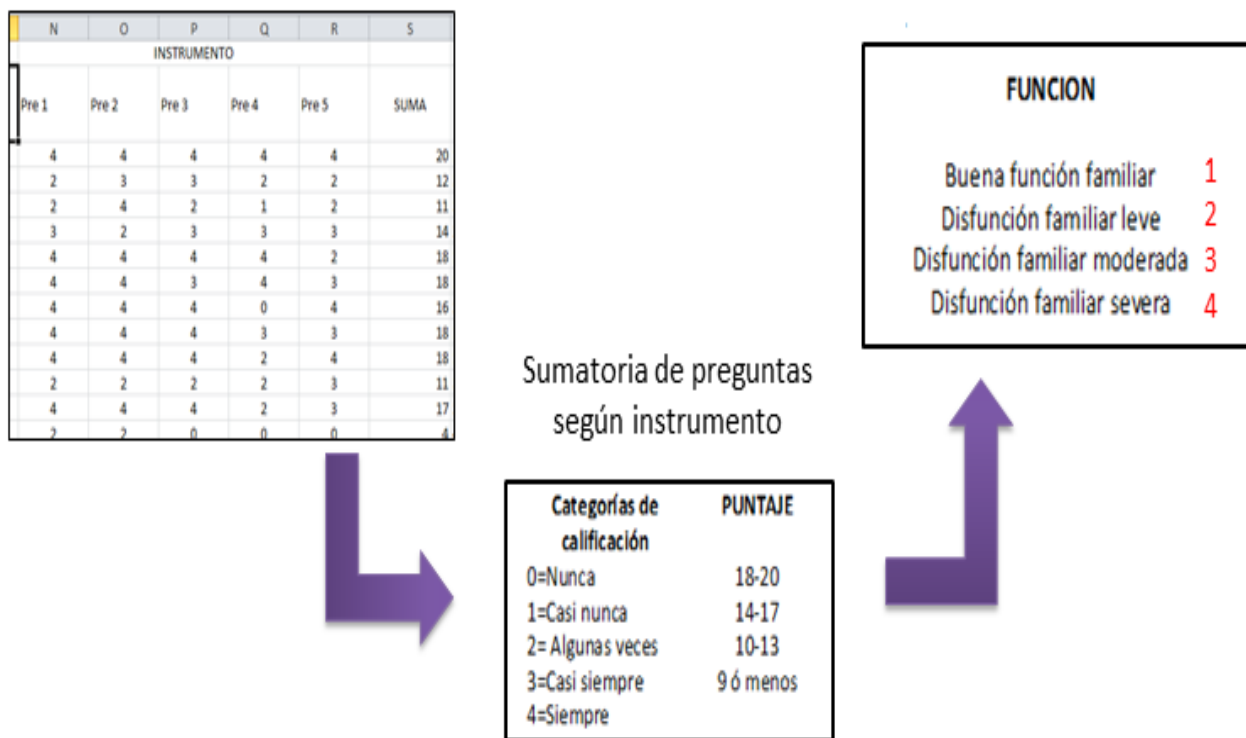 N O P Q R S
INSTRUMENTO
Pre 1 Pre 2 Pre 3 Pre 4 Pre 5 SUMA
4 4 4 4 4 20
2 3 3 2 2 12
2 4 2 1 2 11
3 2 3 3 3 14
4 4 4 4 2 18
4 4 3 4 3 18
4 4 4 0 4 16
4 4 4 3 3 18
4 4 4 2 4 18
2 2 2 2 3 11
4 4 4 2 3 17
2 2 0 0 0 4
FUNCION
Buena función familiar 1
Disfunción familiar leve 2
Disfunción familiar moderada 3
Disfunción familiar severa 4
Sumatoria de preguntas
según instrumento
Categorías de PUNTAJE
calificación
0=Nunca 18-20
1=Casi nunca 14-17
2= Algunas veces 10-13
3=Casi siempre 9 ó menos
4=Siempre